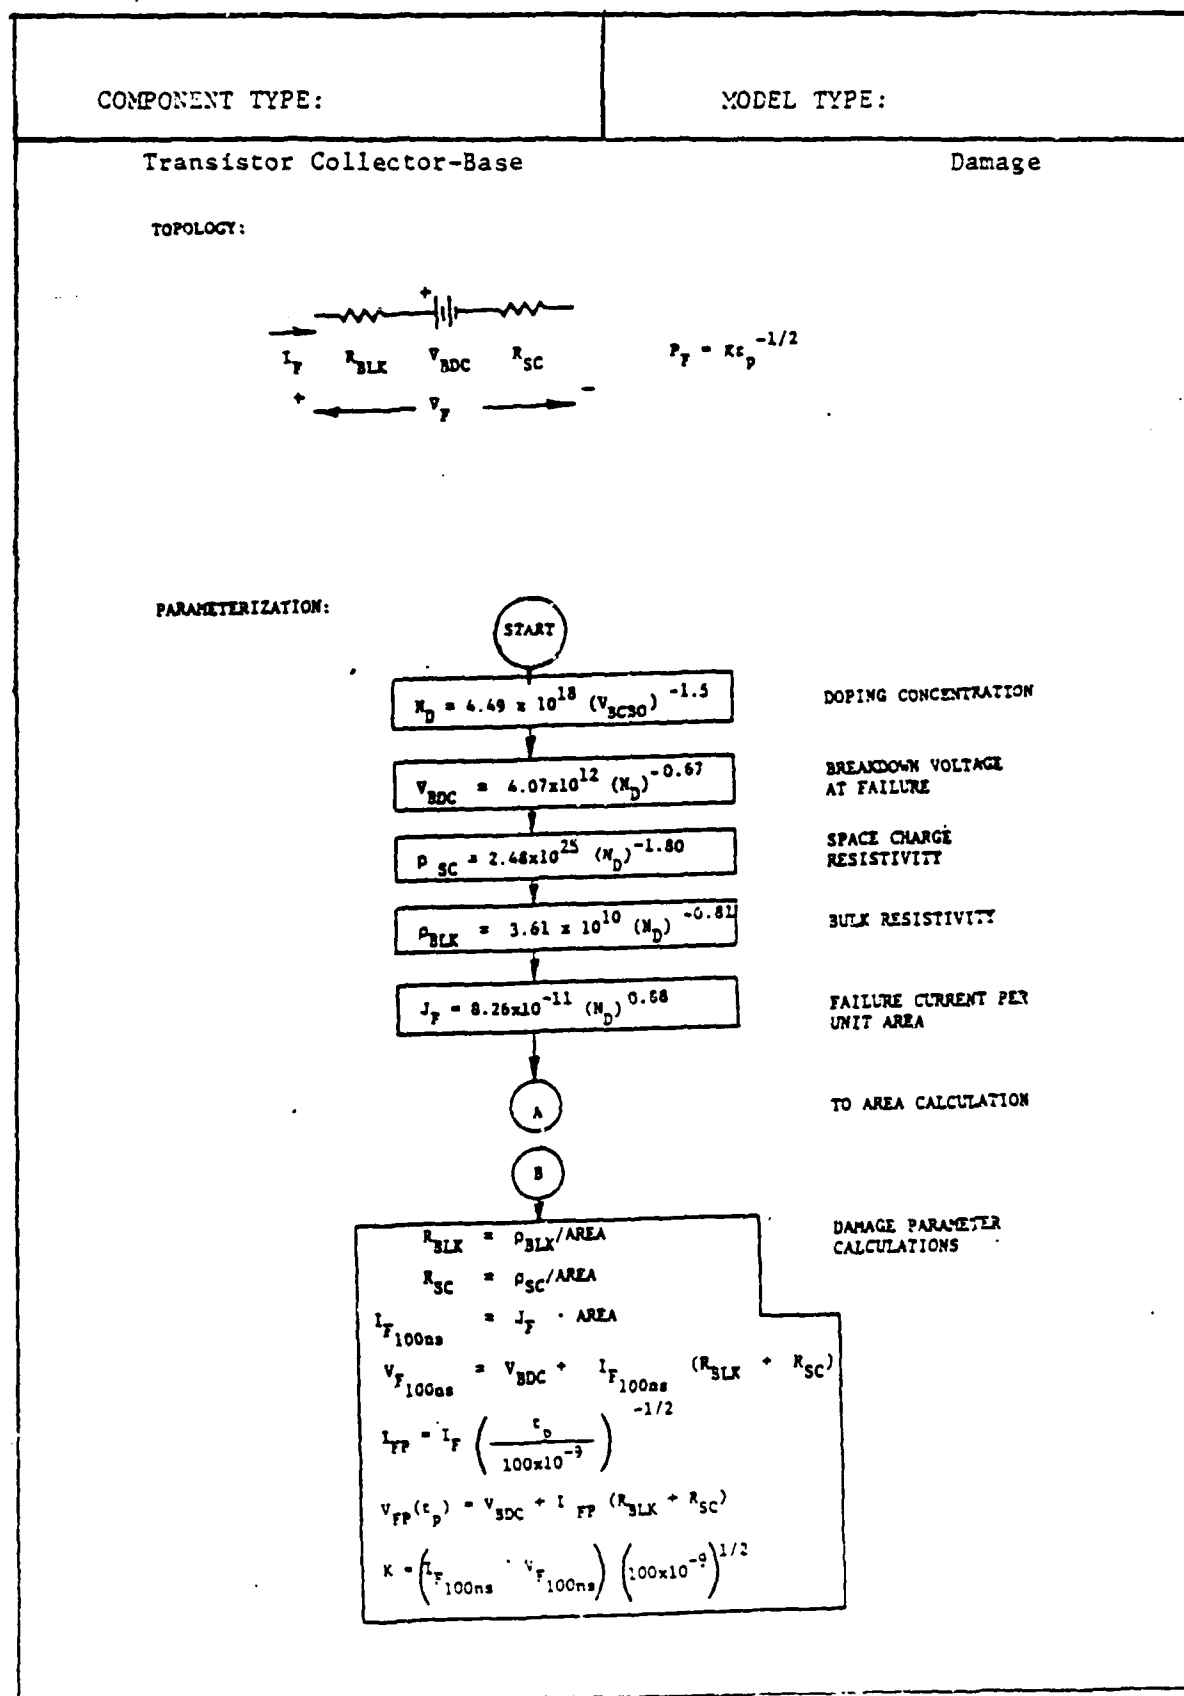 COMPONENT TYPE: MODEL TYPE:
Transistor Collector-Base Damage
TOPOLOGY:
+
I_F R_BLK V_BDC R_SC P_F = Kt_p^-1/2
+ V_F -
PARAMETERIZATION:
START
N_D = 4.49 x 10^18 (V_BCBO)^-1.5 DOPING CONCENTRATION
V_BDC = 4.07x10^12 (N_D)^-0.67 BREAKDOWN VOLTAGE
AT FAILURE
ρ_SC = 2.48x10^25 (N_D)^-1.80 SPACE CHARGE
RESISTIVITY
ρ_BLK = 3.61 x 10^10 (N_D)^-0.81 BULK RESISTIVITY
J_F = 8.26x10^-11 (N_D) FAILURE CURRENT PER
UNIT AREA
A TO AREA CALCULATION
B
R_BLK = ρ_BLK/AREA DAMAGE PARAMETER
CALCULATIONS
R_SC = ρ_SC/AREA
I_F100ns = J_F · AREA
V_F100ns = V_BDC + I_F100ns (R_BLK + R_SC)
I_FP = I_F (t_p / 100x10^-9)^-1/2
V_FP(t_p) = V_BDC + I_FP (R_BLK + R_SC)
K = (I_F100ns · V_F100ns) (100x10^-9)^1/2